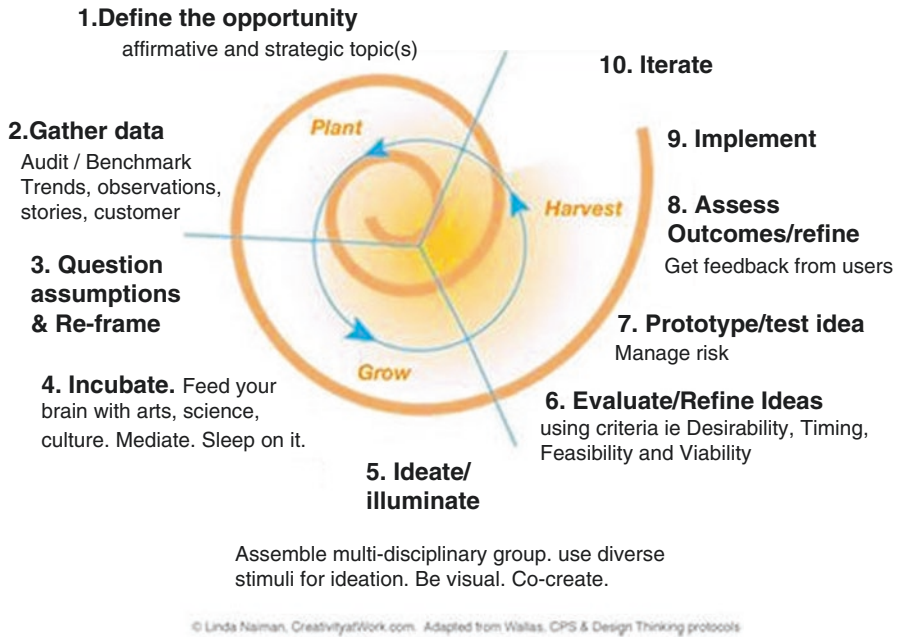 1.Define the opportunity
affirmative and strategic topic(s)
2.Gather data
Audit / Benchmark
Trends, observations,
stories, customer
3. Question
assumptions
& Re-frame
4. Incubate. Feed your
brain with arts, science,
culture. Mediate. Sleep on it.
5. Ideate/
illuminate
Assemble multi-disciplinary group. use diverse
stimuli for ideation. Be visual. Co-create.
6. Evaluate/Refine Ideas
using criteria ie Desirability, Timing,
Feasibility and Viability
7. Prototype/test idea
Manage risk
8. Assess
Outcomes/refine
Get feedback from users
9. Implement
10. Iterate
Plant
Grow
Harvest
© Linda Naiman, CreativityatWork.com. Adapted from Wallas, CPS & Design Thinking protocols